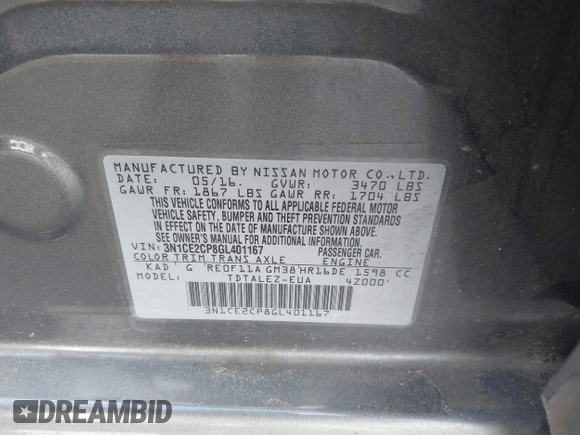 MANUFACTURED BY NISSAN MOTOR CO.,LTD.
DATE: 05/16. GVWR: 3470 LBS
GAWR FR: 1867 LBS GAWR RR: 1704 LBS
THIS VEHICLE CONFORMS TO ALL APPLICABLE FEDERAL MOTOR
VEHICLE SAFETY, BUMPER AND THEFT PREVENTION STANDARDS
IN EFFECT ON THE DATE OF MANUFACTURE SHOWN ABOVE.
SEE OWNER'S MANUAL FOR ADDITIONAL INFORMATION
VIN: 3N1CE2CP8GL401167 PASSENGER CAR.
COLOR TRIM TRANS AXLE ENGINE
KAD G RE0F11A GM38 HR16DE 1598 CC
TDTALEZ-EUA 4Z000
3N1CE2CP8GL401167
DREAMBID